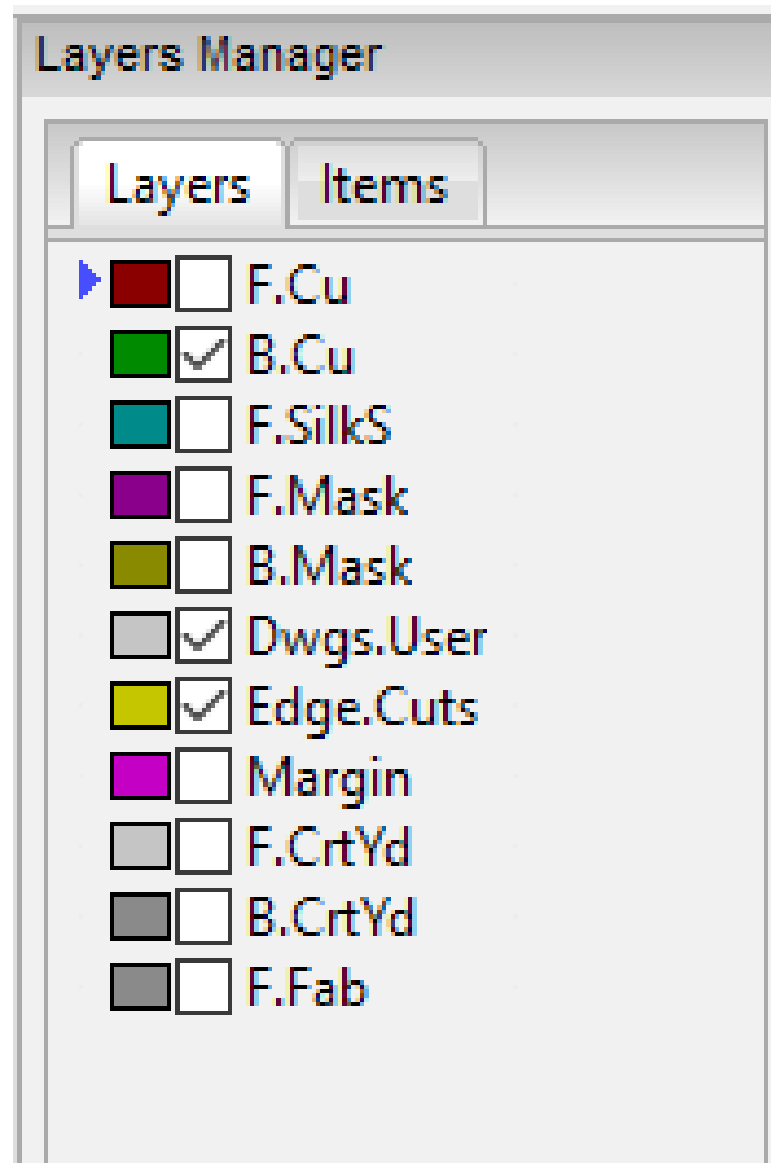 Layers Manager
Layers Items
F.Cu
B.Cu
F.SilkS
F.Mask
B.Mask
Dwgs.User
Edge.Cuts
Margin
F.CrtYd
B.CrtYd
F.Fab